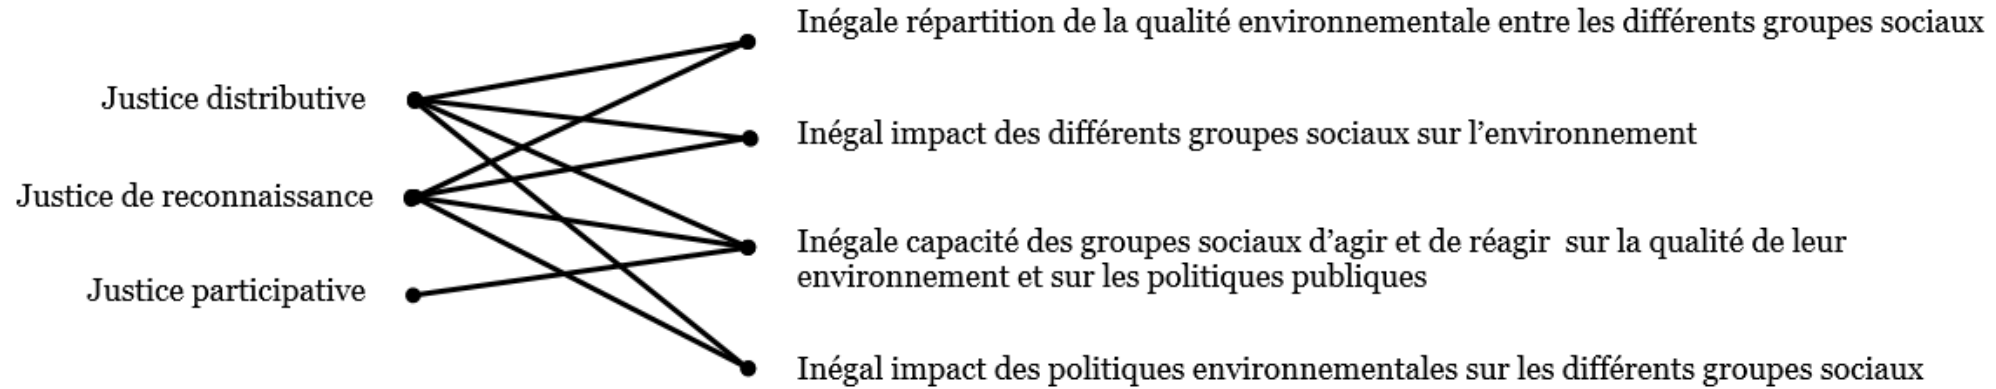 Inégale répartition de la qualité environnementale entre les différents groupes sociaux
Justice distributive
Inégal impact des différents groupes sociaux sur l’environnement
Justice de reconnaissance
Inégale capacité des groupes sociaux d’agir et de réagir  sur la qualité de leur
environnement et sur les politiques publiques
Justice participative
Inégal impact des politiques environnementales sur les différents groupes sociaux